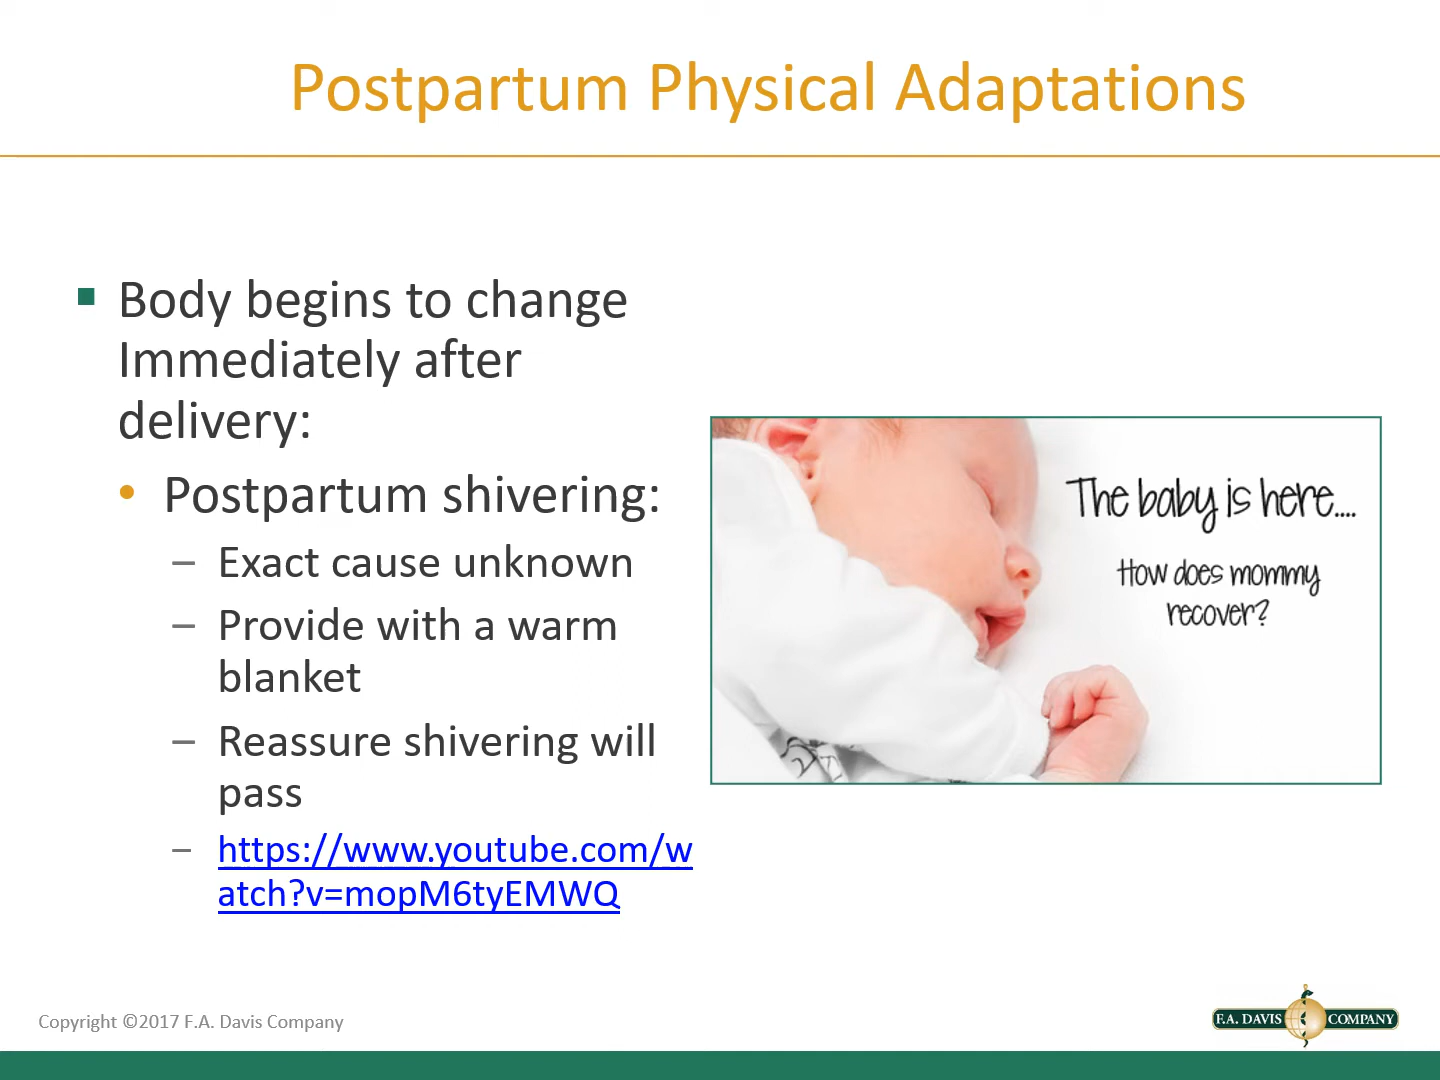 Postpartum Physical Adaptations
▪ Body begins to change
Immediately after
delivery:
• Postpartum shivering:
– Exact cause unknown
– Provide with a warm
blanket
– Reassure shivering will
pass
– https://www.youtube.com/w
atch?v=mopM6tyEMWQ
The baby is here....
How does mommy
recover?
Copyright ©2017 F.A. Davis Company
F.A. DAVIS COMPANY